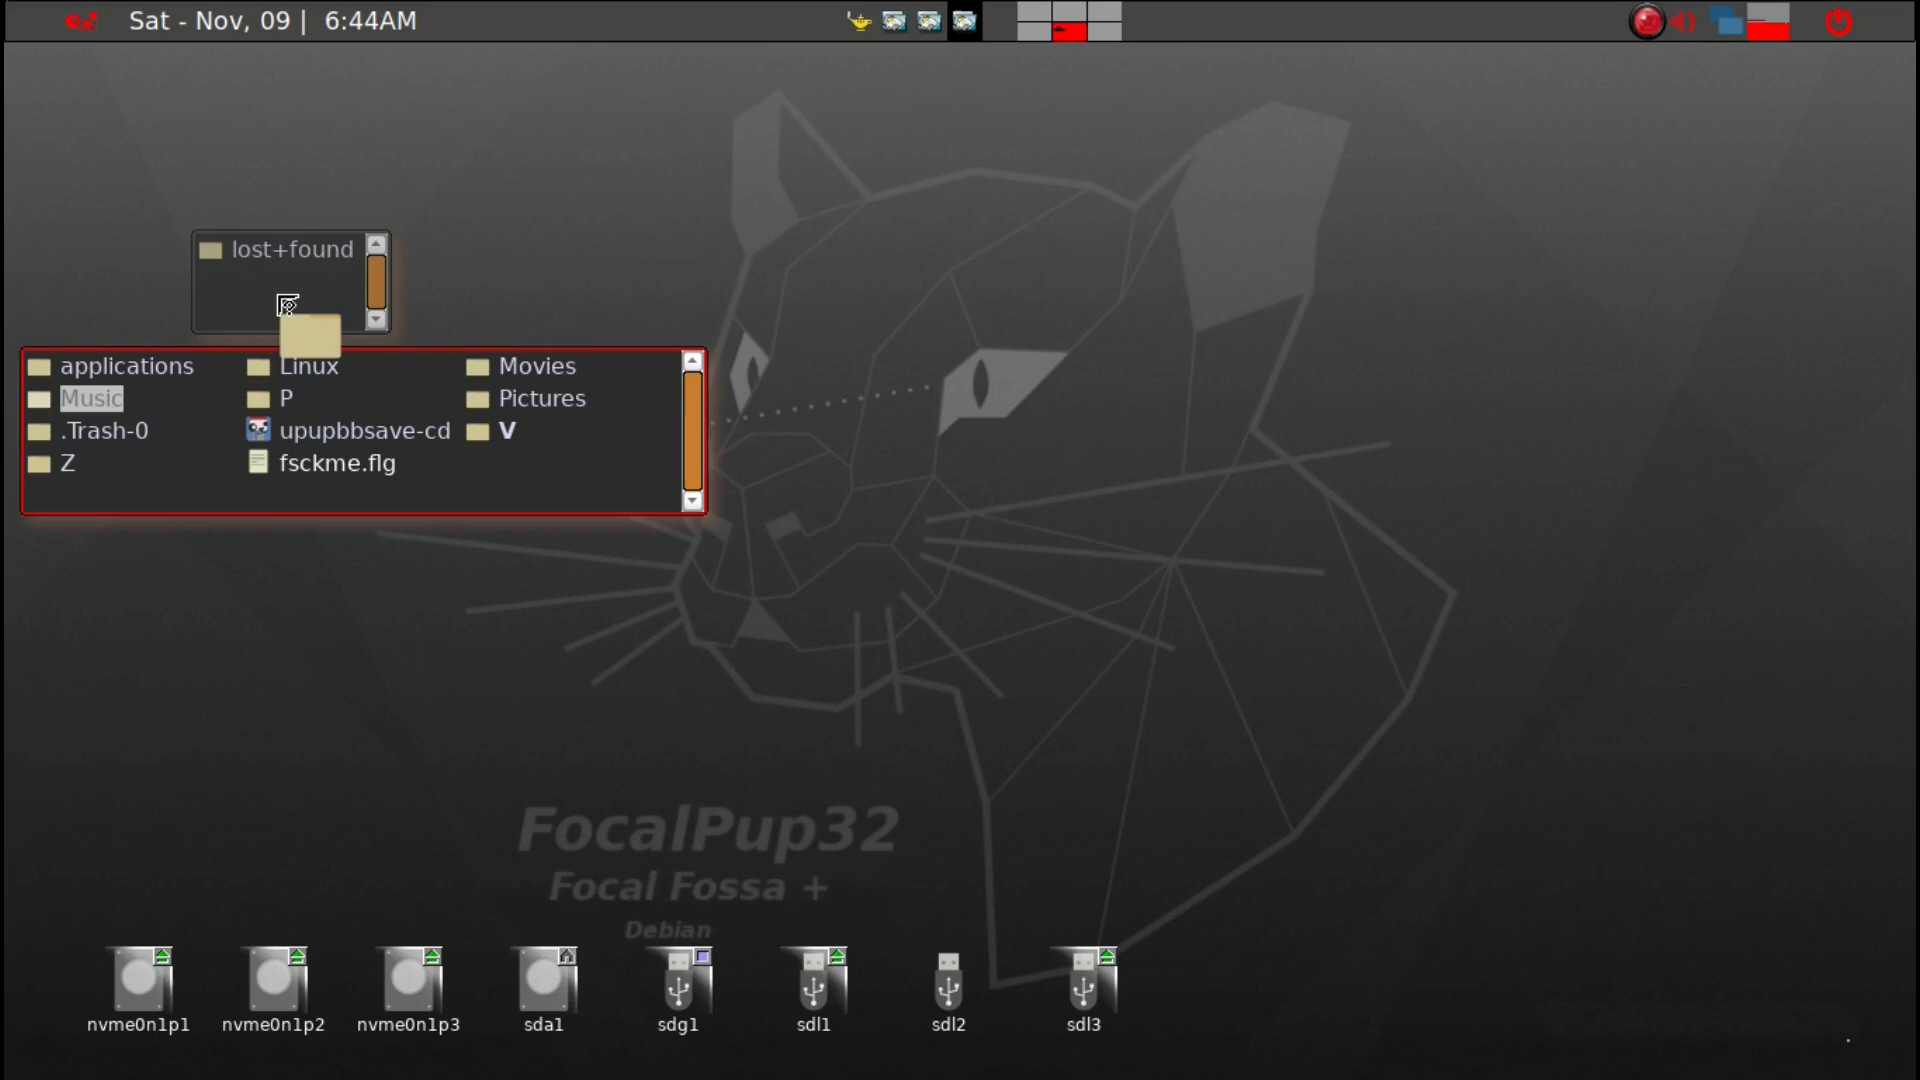 Sat - Nov, 09 | 6:44AM
lost+found
applications Linux Movies
Music P Pictures
.Trash-0 upupbbsave-cd V
Z fsckme.flg
FocalPup32
Focal Fossa +
Debian
nvme0n1p1 nvme0n1p2 nvme0n1p3 sda1 sdg1 sdl1 sdl2 sdl3